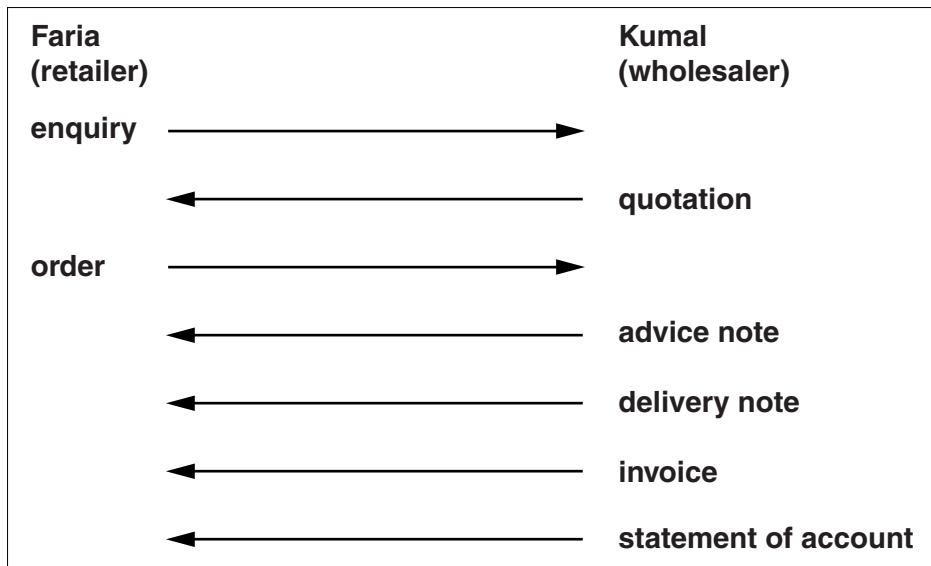 Faria
(retailer)
Kumal
(wholesaler)
enquiry
quotation
order
advice note
delivery note
invoice
statement of account